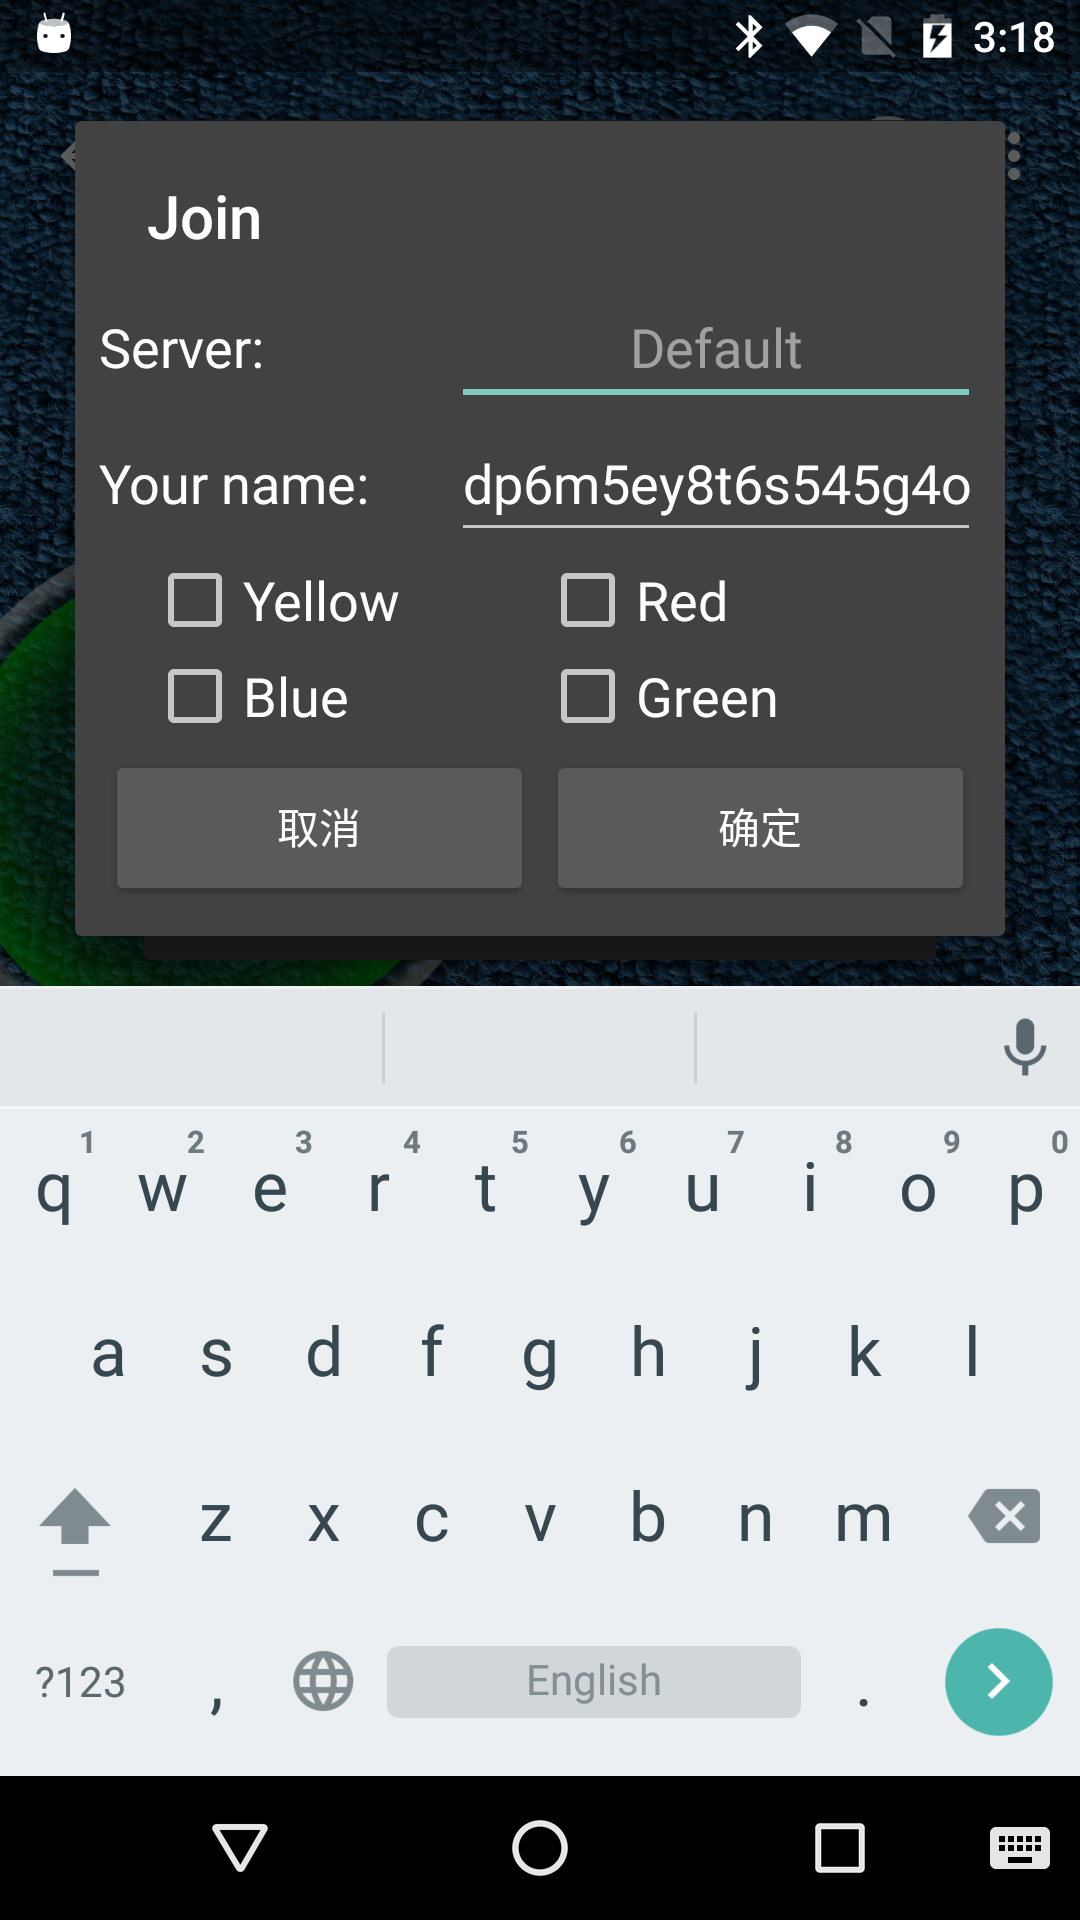 3:18
Join
Server: Default
Your name: dp6m5ey8t6s545g4o
Yellow Red
Blue Green
取消 确定
1 2 3 4 5 6 7 8 9 0
q w e r t y u i o p
a s d f g h j k l
z x c v b n m
?123 , English .